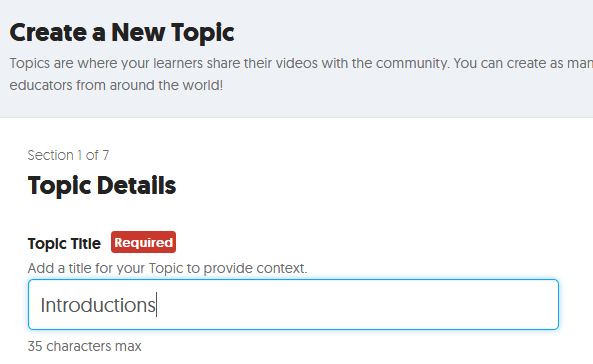 Create a New Topic
Topics are where your learners share their videos with the community. You can create as
educators from around the world!
Section 1 of 7
Topic Details
Topic Title Required
Add a title for your Topic to provide context.
Introductions
35 characters max